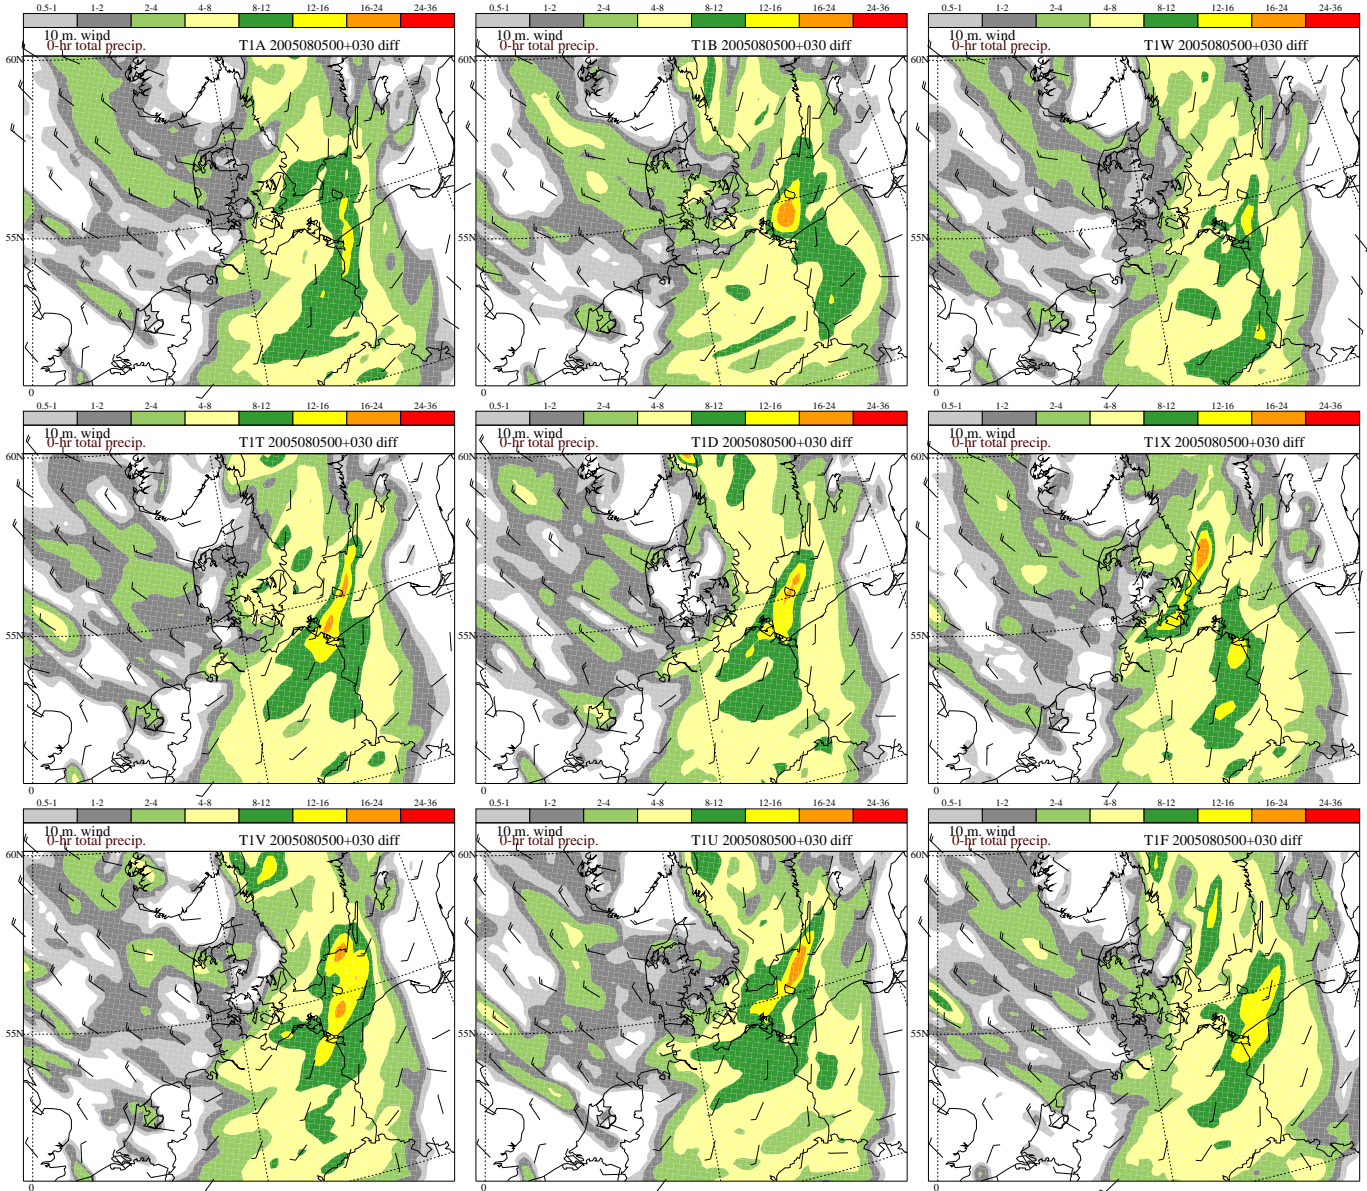 0.5-1 1-2 2-4 4-8 8-12 12-16 16-24 24-36 0.5-1 1-2 2-4 4-8 8-12 12-16 16-24 24-36 0.5-1 1-2 2-4 4-8 8-12 12-16 16-24 24-36
10 m. wind 10 m. wind 10 m. wind
0-hr total precip. T1A 2005080500+030 diff 0-hr total precip. T1B 2005080500+030 diff 0-hr total precip. T1W 2005080500+030 diff
60N 60N 60N
55N 55N 55N
0 0 0
0.5-1 1-2 2-4 4-8 8-12 12-16 16-24 24-36 0.5-1 1-2 2-4 4-8 8-12 12-16 16-24 24-36 0.5-1 1-2 2-4 4-8 8-12 12-16 16-24 24-36
10 m. wind 10 m. wind 10 m. wind
0-hr total precip. T1T 2005080500+030 diff 0-hr total precip. T1D 2005080500+030 diff 0-hr total precip. T1X 2005080500+030 diff
60N 60N 60N
55N 55N 55N
0 0 0
0.5-1 1-2 2-4 4-8 8-12 12-16 16-24 24-36 0.5-1 1-2 2-4 4-8 8-12 12-16 16-24 24-36 0.5-1 1-2 2-4 4-8 8-12 12-16 16-24 24-36
10 m. wind 10 m. wind 10 m. wind
0-hr total precip. T1V 2005080500+030 diff 0-hr total precip. T1U 2005080500+030 diff 0-hr total precip. T1F 2005080500+030 diff
60N 60N 60N
55N 55N 55N
0 0 0